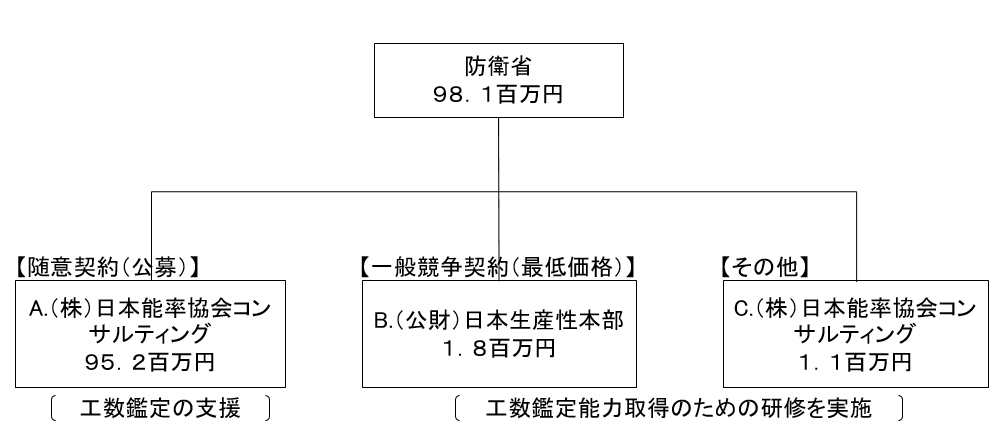 防衛省
９８．１百万円
【随意契約（公募）】
【一般競争契約（最低価格）】
【その他】
A.（株）日本能率協会コン
サルティング
９５．２百万円
B.（公財）日本生産性本部
１．８百万円
C.（株）日本能率協会コン
サルティング
１．１百万円
工数鑑定の支援
工数鑑定能力取得のための研修を実施